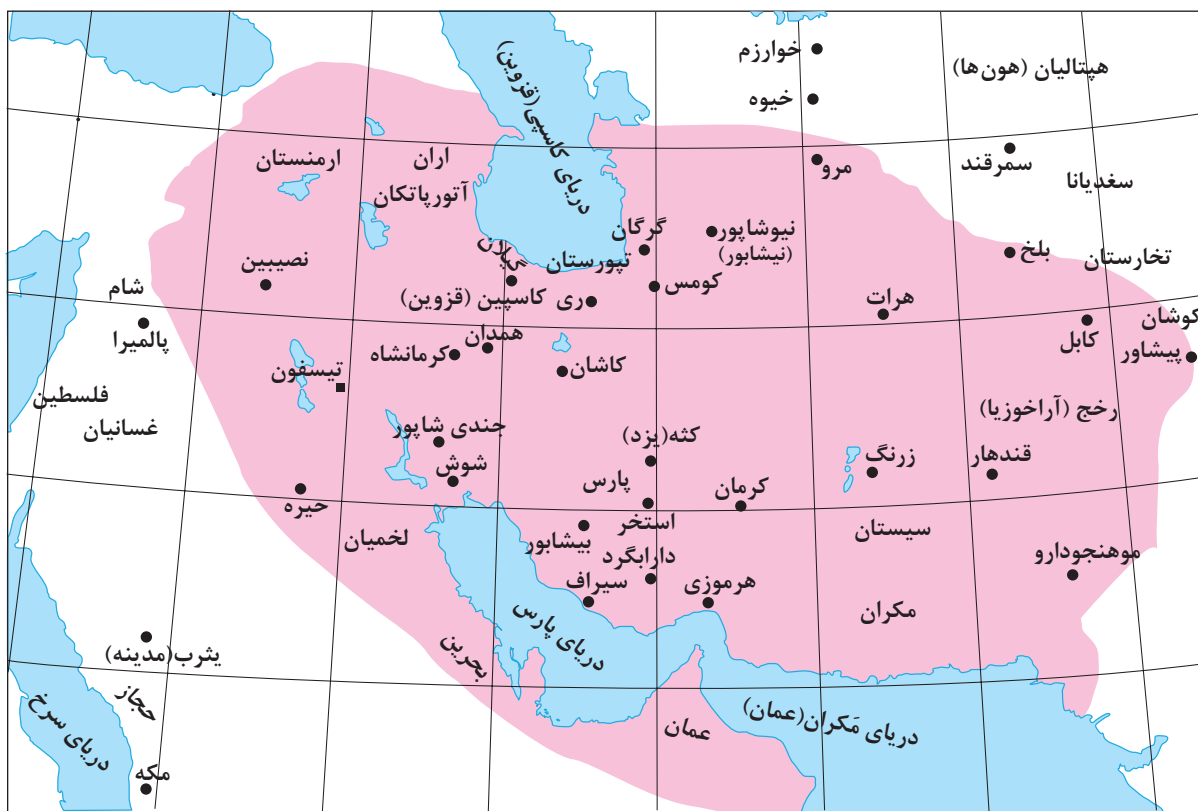 خوارزم
هپتالیان (هون‌ها)
خیوه
دریای کاسپی (قزوین)
سمرقند
سغدیانا
مرو
ارمنستان
اران
آتورپاتکان
نیوشاپور
(نیشابور)
گرگان
تپورستان
گیلان
بلخ
تخارستان
نصیبین
کومس
ری
کاسپین (قزوین)
هرات
شام
پالمیرا
کوشان
کابل
پیشاور
همدان
کرمانشاه
کاشان
تیسفون
فلسطین
غسانیان
رخج (آراخوزیا)
جندی شاپور
شوش
کثه(یزد)
زرنگ
قندهار
پارس
کرمان
استخر
حیره
لخمیان
بیشابور
دارابگرد
سیستان
موهنجودارو
سیراف
هرموزی
مکران
دریای پارس
یثرب(مدینه)
بحرین
حجاز
دریای سرخ
عمان
دریای مَکران(عمان)
مکه